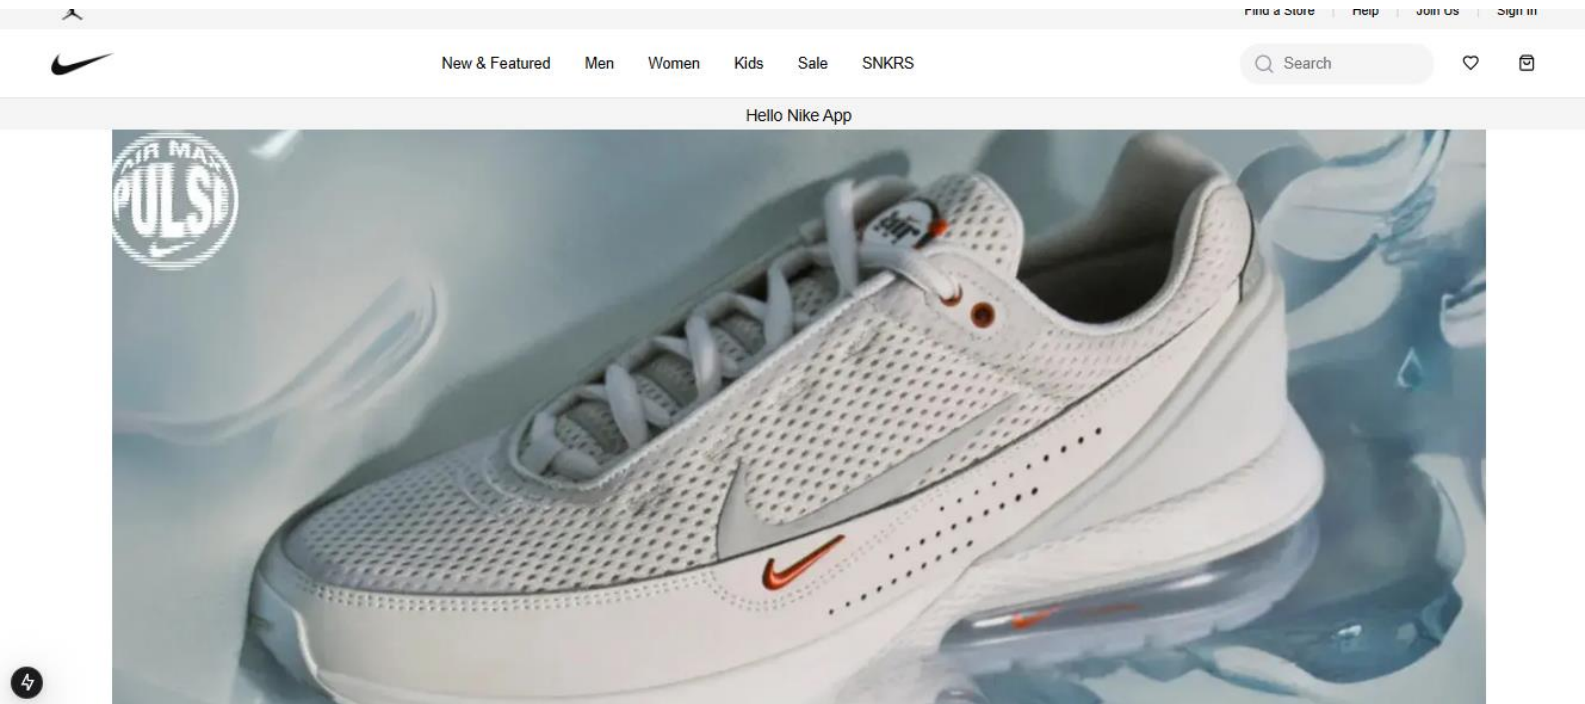 Find a Store Help Join Us Sign In
New & Featured Men Women Kids Sale SNKRS Search
Hello Nike App
AIR MAX
PULSE
AIR